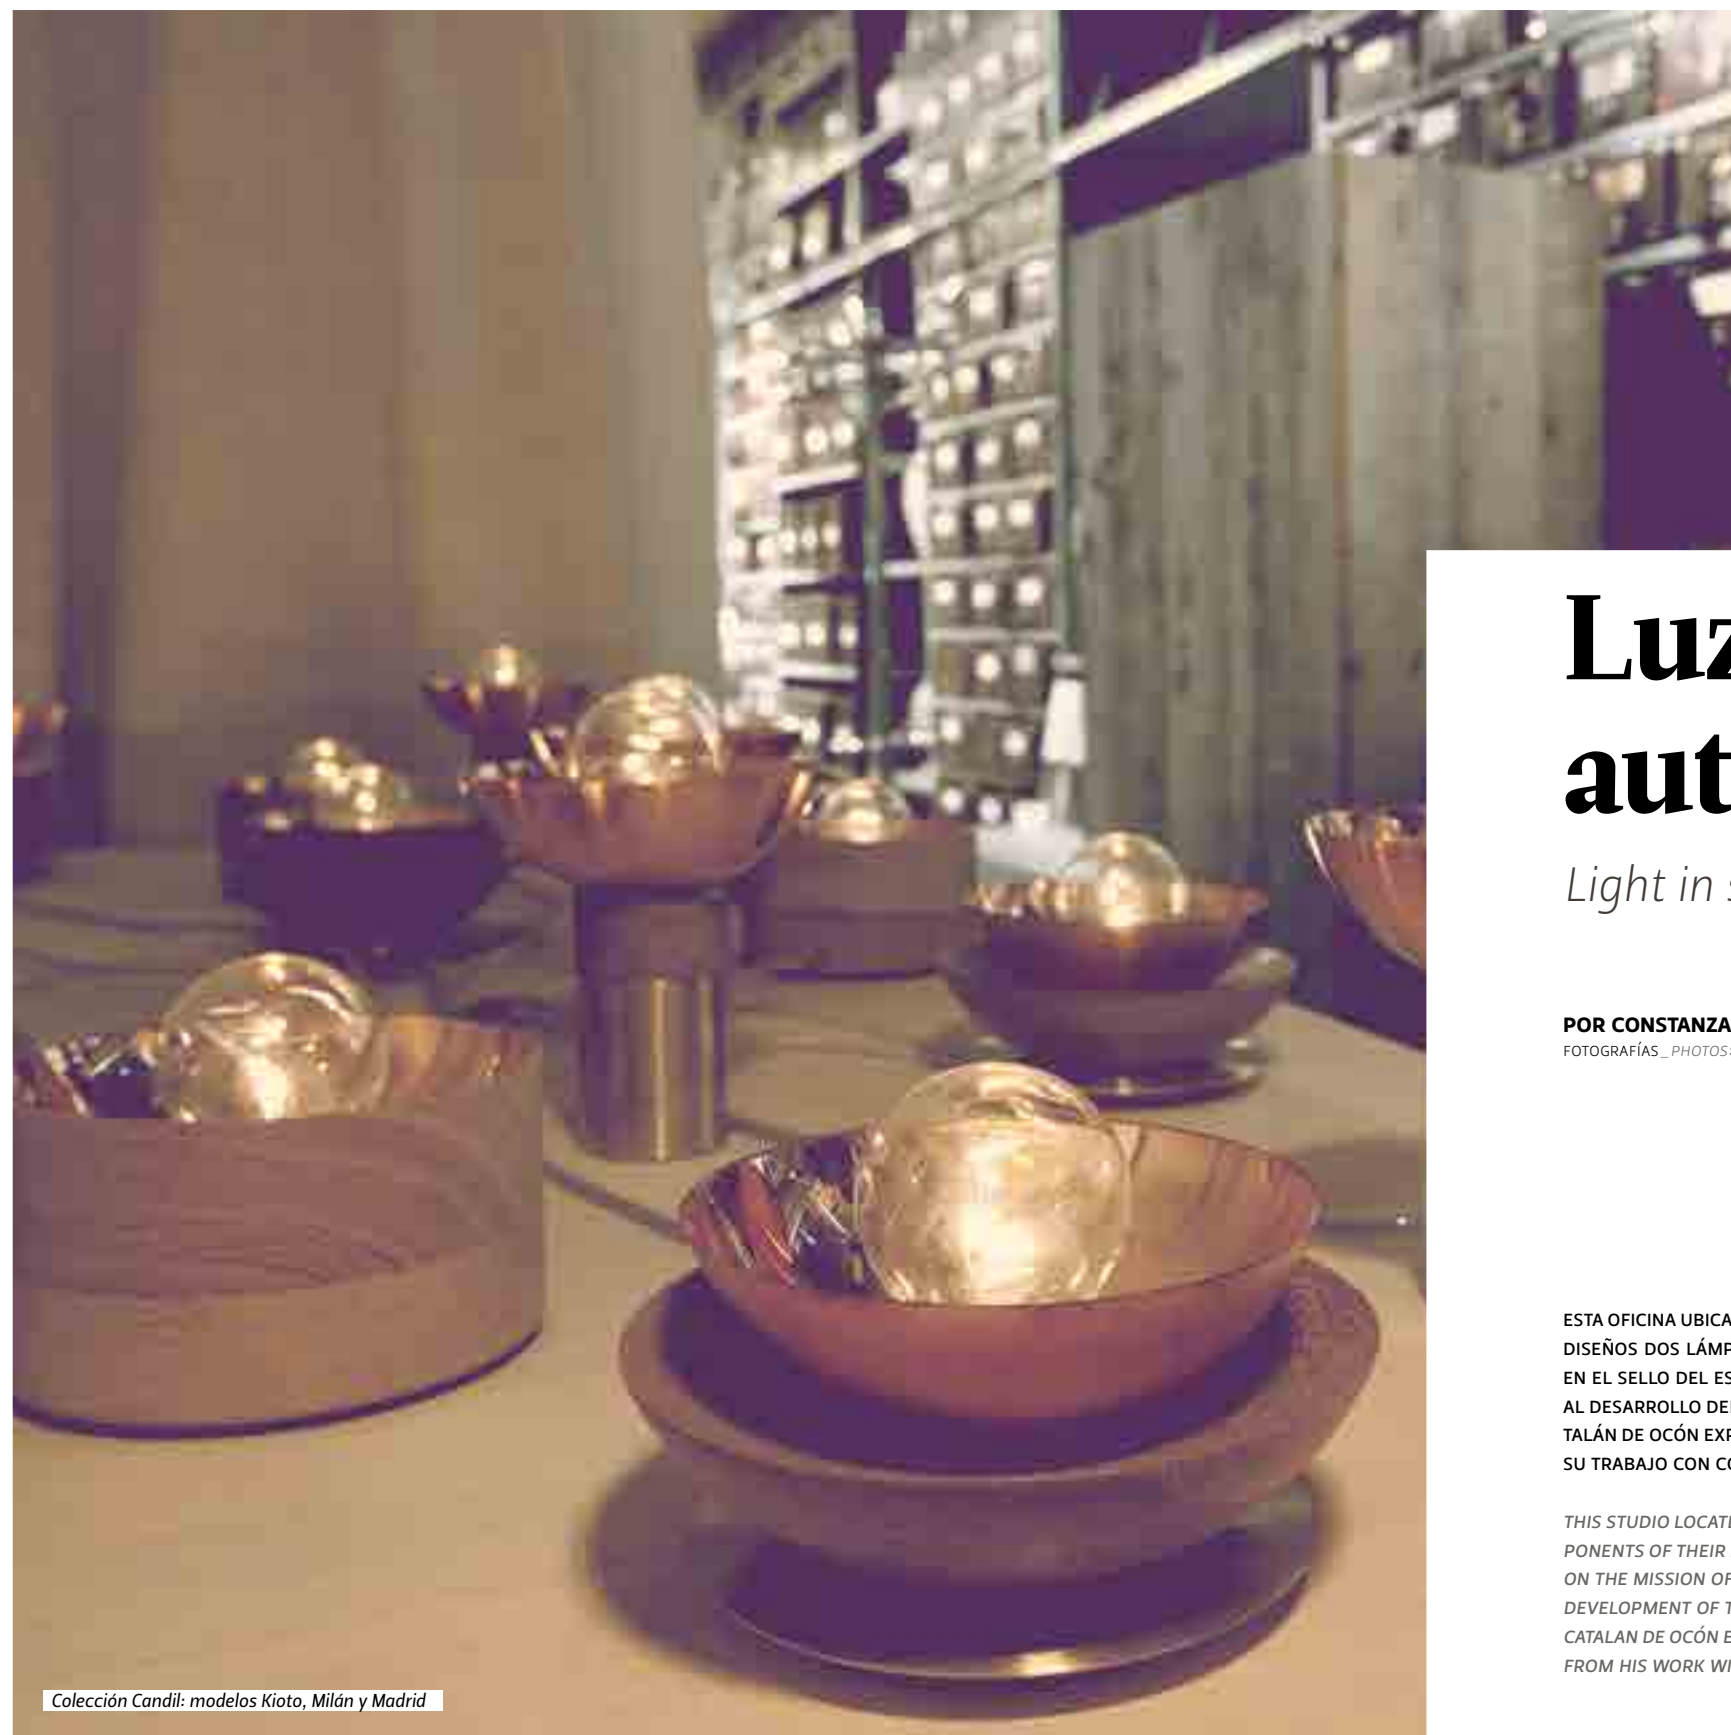 Luz
aut
Light in
POR CONSTANZA
FOTOGRAFÍAS_PHOTOS:
ESTA OFICINA UBICA
DISEÑOS DOS LÁMP
EN EL SELLO DEL ES
AL DESARROLLO DE
TALÁN DE OCÓN EXP
SU TRABAJO CON CO
THIS STUDIO LOCAT
PONENTS OF THEIR
ON THE MISSION OF
DEVELOPMENT OF T
CATALAN DE OCÓN E
FROM HIS WORK WI
Colección Candil: modelos Kioto, Milán y Madrid